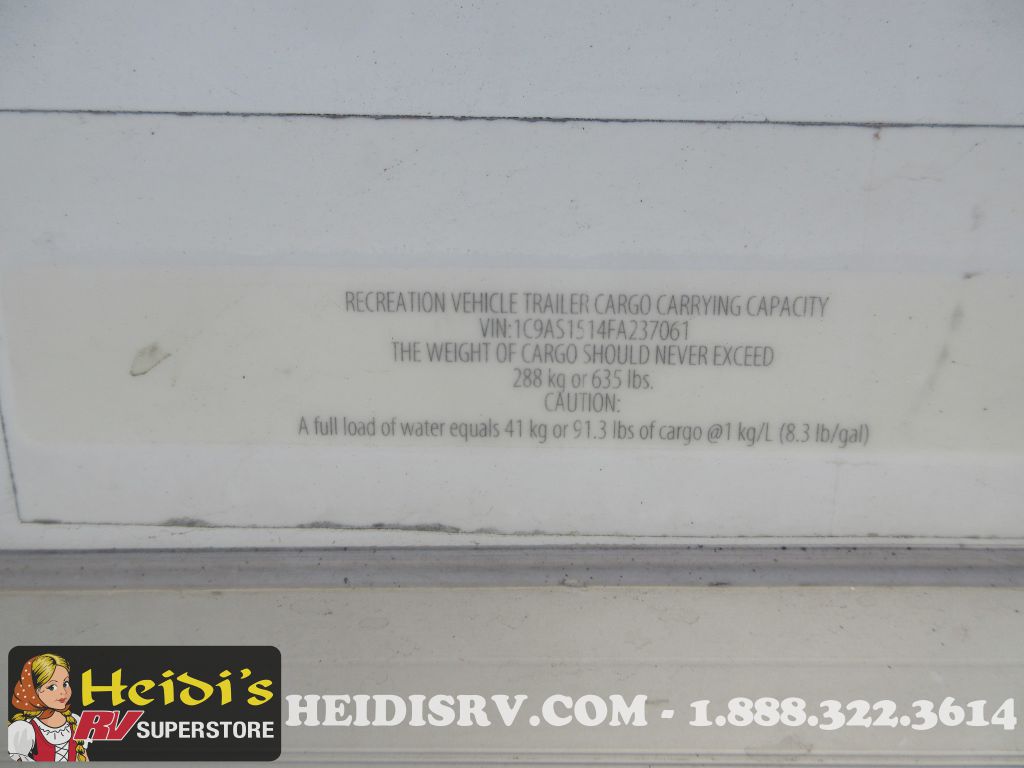 RECREATION VEHICLE TRAILER CARGO CARRYING CAPACITY
VIN:1C9AS1514FA237061
THE WEIGHT OF CARGO SHOULD NEVER EXCEED
288 kg or 635 lbs.
CAUTION:
A full load of water equals 41 kg or 91.3 lbs of cargo @1 kg/L (8.3 lb/gal)
Heidi's
RV SUPERSTORE
HEIDISRV.COM - 1.888.322.3614